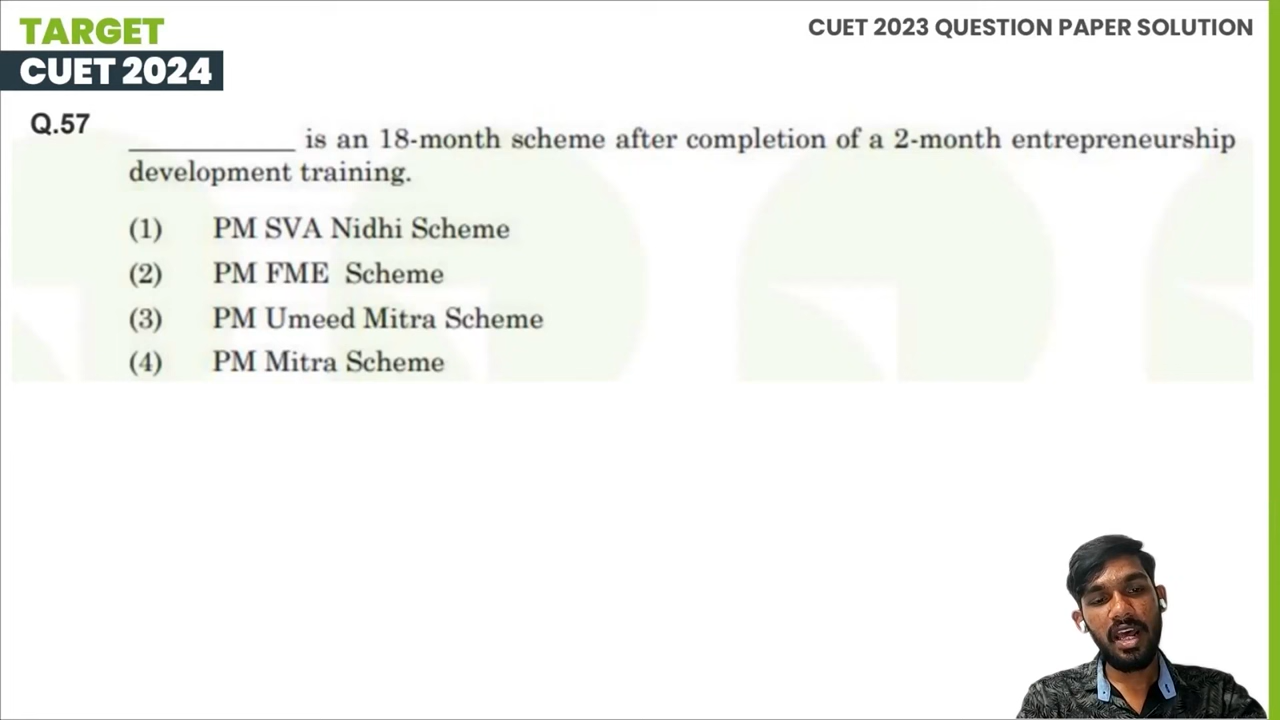 TARGET
CUET 2024
CUET 2023 QUESTION PAPER SOLUTION
Q.57
___________ is an 18-month scheme after completion of a 2-month entrepreneurship
development training.
(1) PM SVA Nidhi Scheme
(2) PM FME Scheme
(3) PM Umeed Mitra Scheme
(4) PM Mitra Scheme